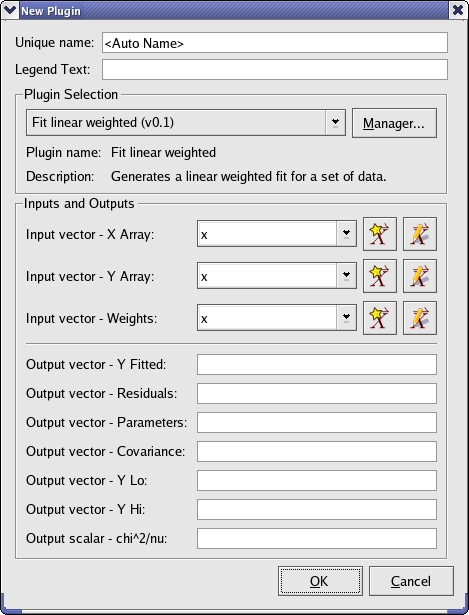 New Plugin
Unique name: <Auto Name>
Legend Text:
Plugin Selection
Fit linear weighted (v0.1) Manager...
Plugin name: Fit linear weighted
Description: Generates a linear weighted fit for a set of data.
Inputs and Outputs
Input vector - X Array: x
Input vector - Y Array: x
Input vector - Weights: x
Output vector - Y Fitted:
Output vector - Residuals:
Output vector - Parameters:
Output vector - Covariance:
Output vector - Y Lo:
Output vector - Y Hi:
Output scalar - chi^2/nu:
OK Cancel